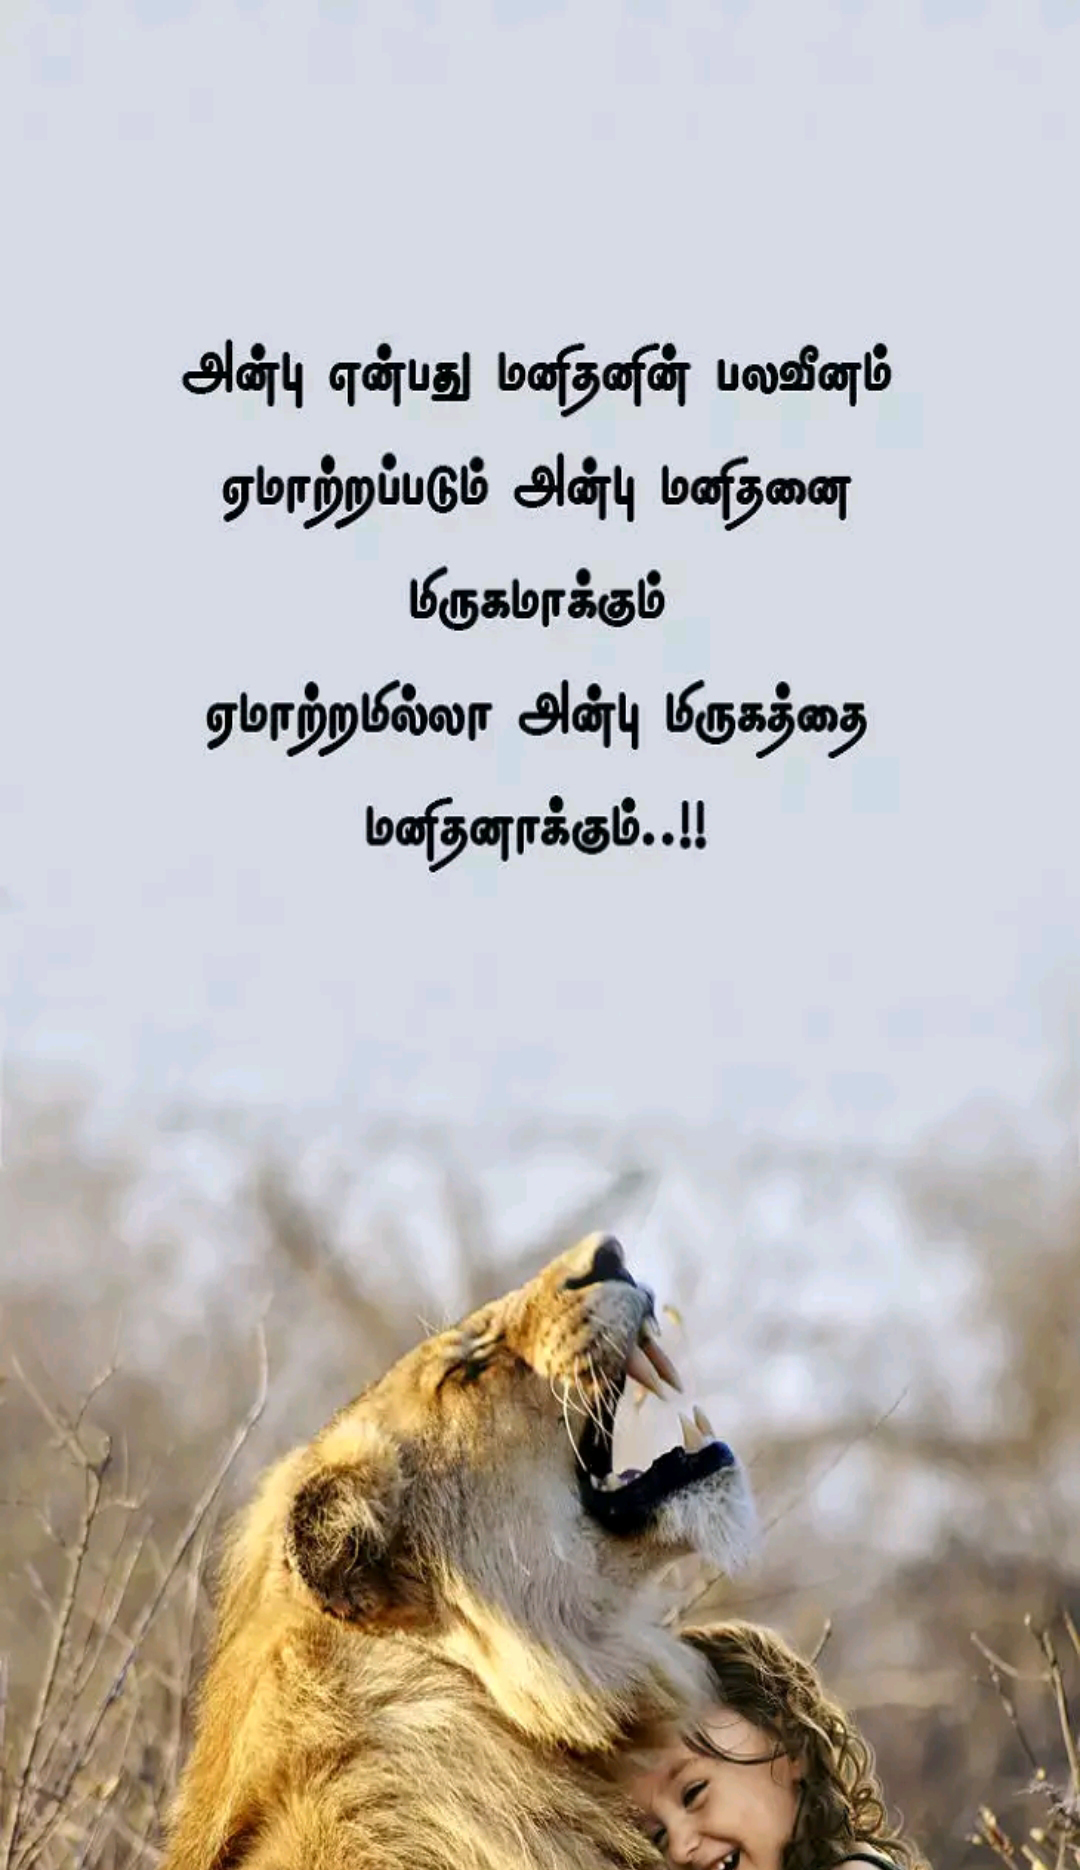 அன்பு என்பது மனிதனின் பலவீனம்
ஏமாற்றப்படும் அன்பு மனிதனை
மிருகமாக்கும்
ஏமாற்றமில்லா அன்பு மிருகத்தை
மனிதனாக்கும்..!!